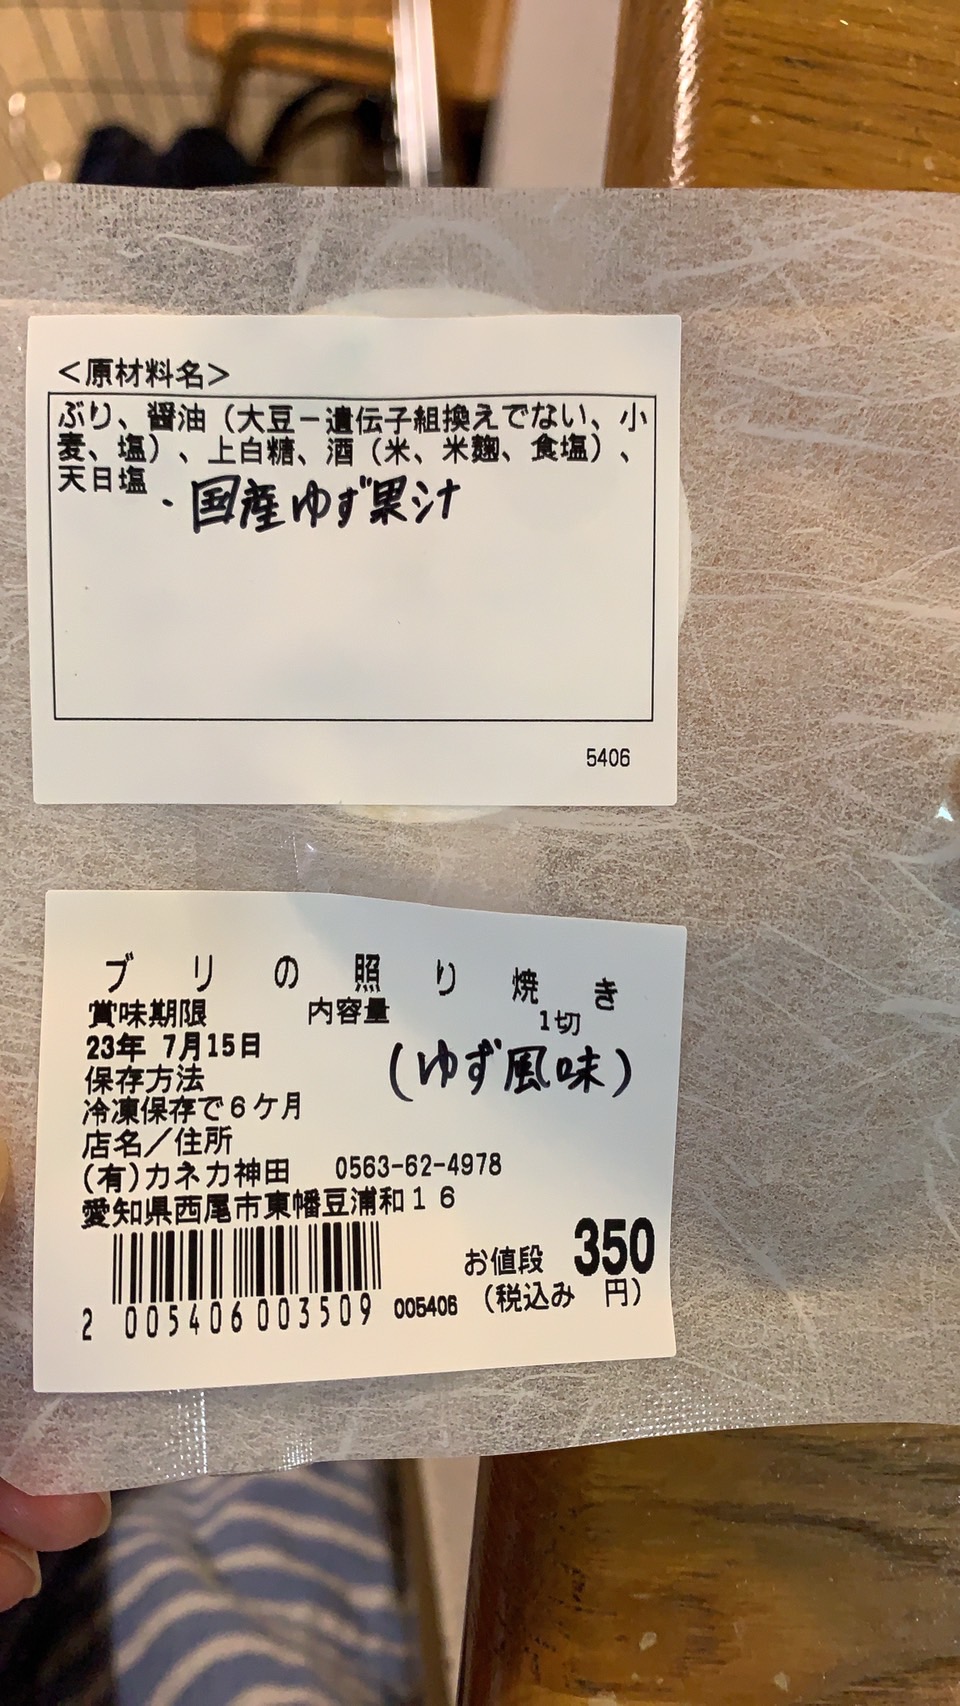 ＜原材料名＞
ぶり、醤油（大豆－遺伝子組換えでない、小
麦、塩）、上白糖、酒（米、米麹、食塩）、
天日塩 ・国産ゆず果汁
5406
ブリの照り焼き
賞味期限 内容量
1切
23年 7月15日
(ゆず風味)
保存方法
冷凍保存で６ケ月
店名／住所
(有)カネカ神田 0563-62-4978
愛知県西尾市東幡豆浦和１６
お値段 350
2 005406 003509 005406 （税込み 円）